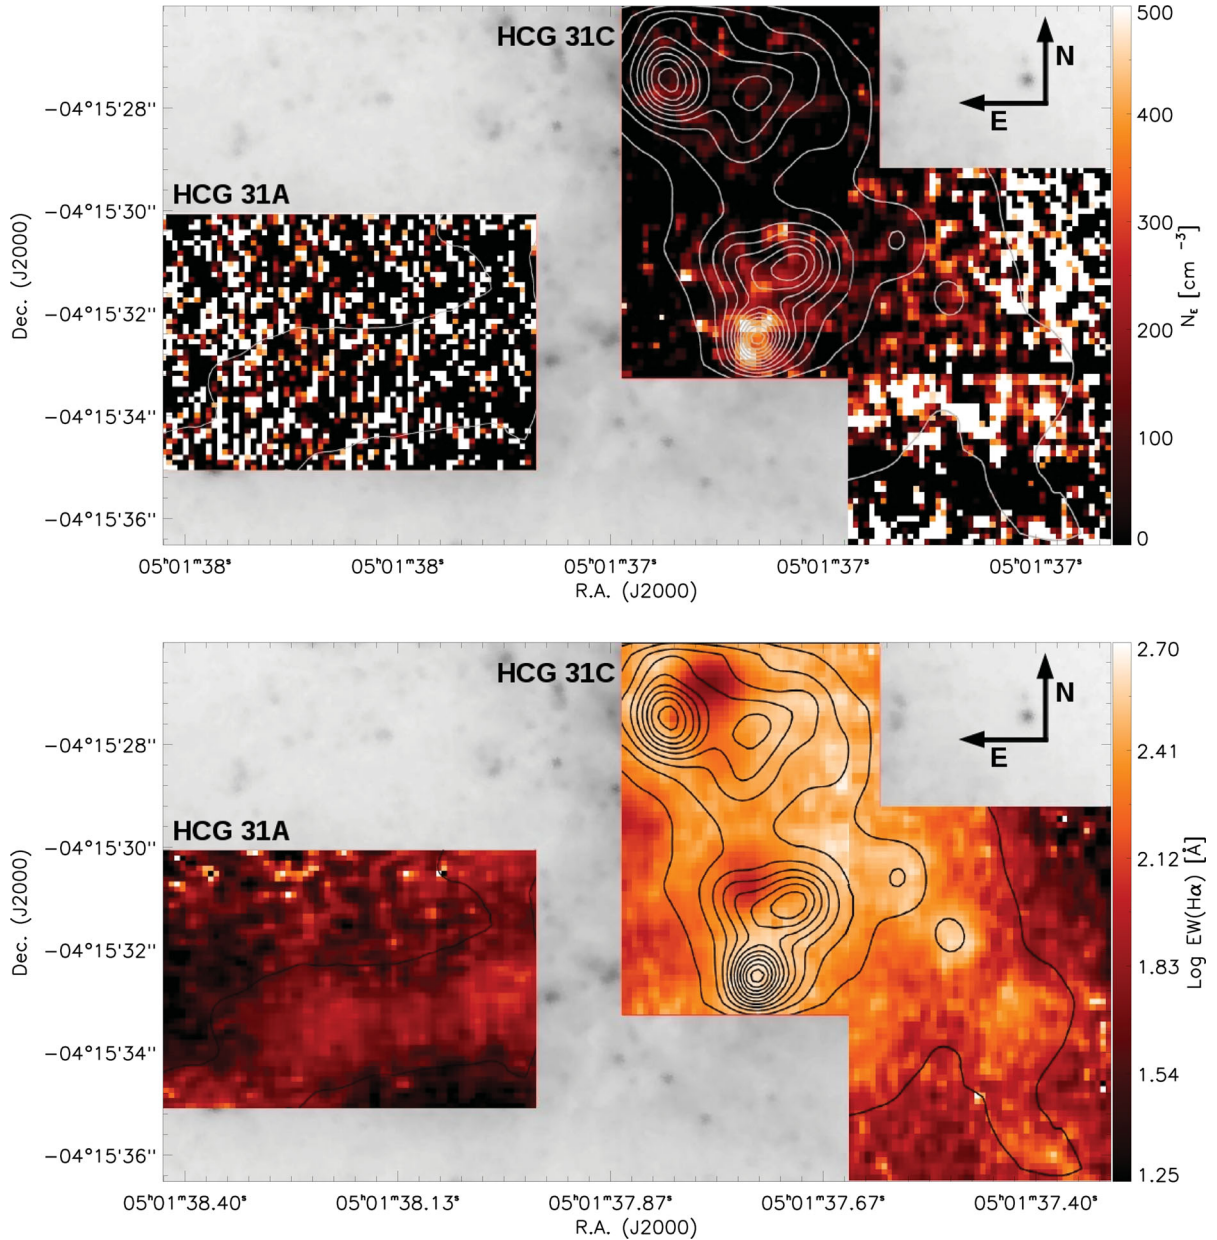 HCG 31C
500
N
E
−04°15'28''
400
HCG 31A
−04°15'30''
300
Dec. (J2000)
−04°15'32''
200
Nε [cm ⁻³]
−04°15'34''
100
−04°15'36''
0
05ʰ01ᵐ38ˢ 05ʰ01ᵐ38ˢ 05ʰ01ᵐ37ˢ 05ʰ01ᵐ37ˢ 05ʰ01ᵐ37ˢ
R.A. (J2000)
HCG 31C
2.70
N
E
−04°15'28''
2.41
HCG 31A
−04°15'30''
2.12
Dec. (J2000)
−04°15'32''
1.83
Log EW(Hα) [Å]
−04°15'34''
1.54
−04°15'36''
1.25
05ʰ01ᵐ38.40ˢ 05ʰ01ᵐ38.13ˢ 05ʰ01ᵐ37.87ˢ 05ʰ01ᵐ37.67ˢ 05ʰ01ᵐ37.40ˢ
R.A. (J2000)